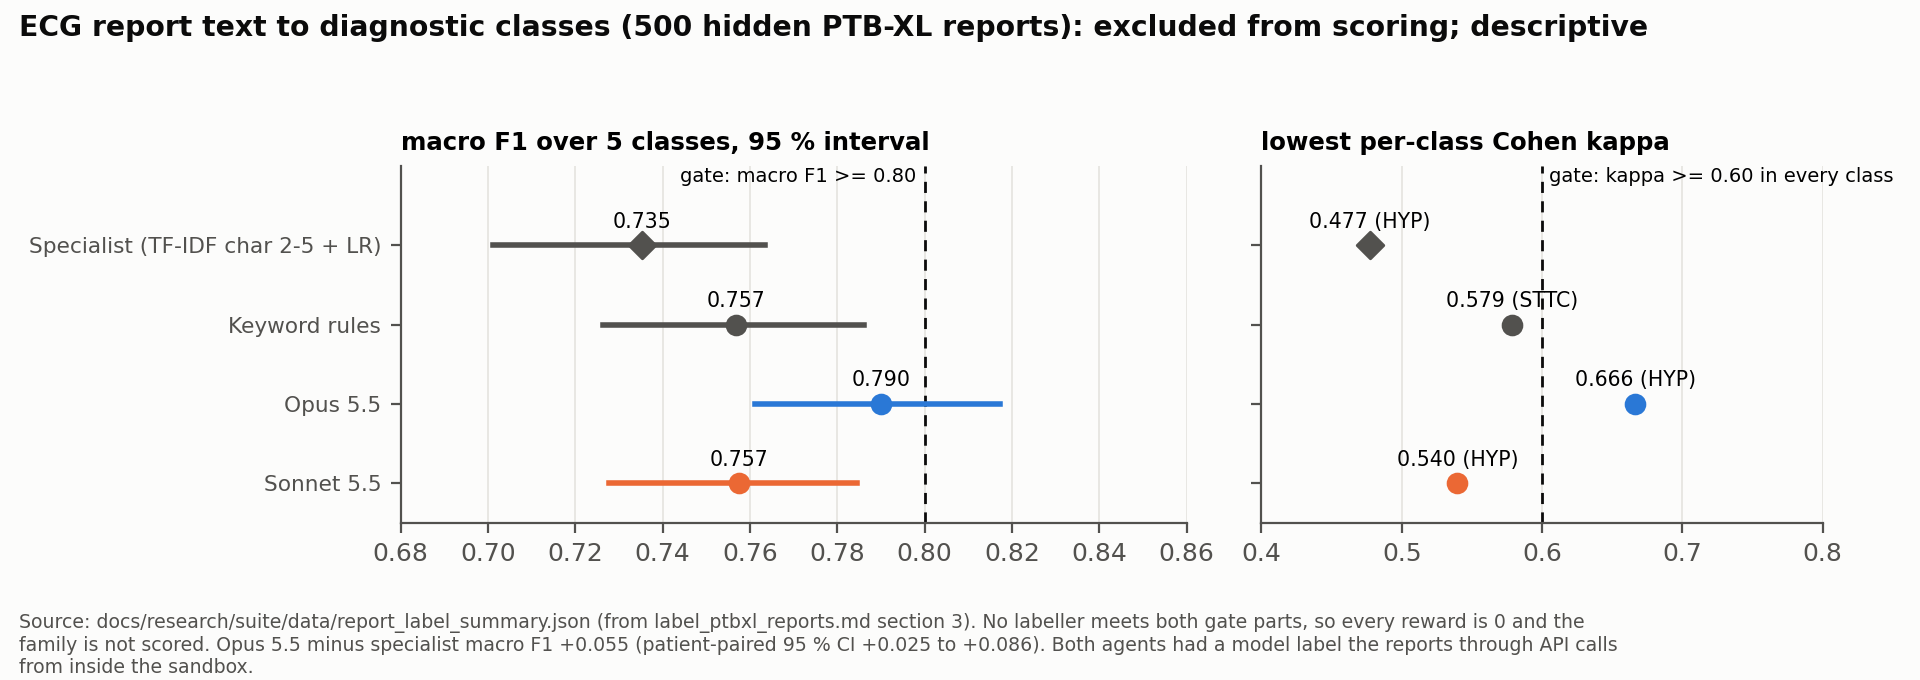 ECG report text to diagnostic classes (500 hidden PTB-XL reports): excluded from scoring; descriptive
macro F1 over 5 classes, 95 % interval
gate: macro F1 >= 0.80
Specialist (TF-IDF char 2-5 + LR)
0.735
Keyword rules
0.757
Opus 5.5
0.790
Sonnet 5.5
0.757
0.68 0.70 0.72 0.74 0.76 0.78 0.80 0.82 0.84 0.86
lowest per-class Cohen kappa
gate: kappa >= 0.60 in every class
0.477 (HYP)
0.579 (STTC)
0.666 (HYP)
0.540 (HYP)
0.4 0.5 0.6 0.7 0.8
Source: docs/research/suite/data/report_label_summary.json (from label_ptbxl_reports.md section 3). No labeller meets both gate parts, so every reward is 0 and the
family is not scored. Opus 5.5 minus specialist macro F1 +0.055 (patient-paired 95 % CI +0.025 to +0.086). Both agents had a model label the reports through API calls
from inside the sandbox.